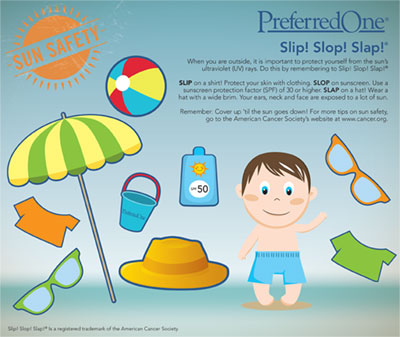 SUN SAFETY
PreferredOne®
Slip! Slop! Slap!®
When you are outside, it is important to protect yourself from the sun's
ultraviolet (UV) rays. Do this by remembering to Slip! Slop! Slap!®
SLIP on a shirt! Protect your skin with clothing. SLOP on sunscreen. Use a
sunscreen protection factor (SPF) of 30 or higher. SLAP on a hat! Wear a
hat with a wide brim. Your ears, neck and face are exposed to a lot of sun.
Remember: Cover up 'til the sun goes down! For more tips on sun safety,
go to the American Cancer Society's website at www.cancer.org.
SPF 50
PreferredOne
Slip! Slop! Slap!® Is a registered trademark of the American Cancer Society.